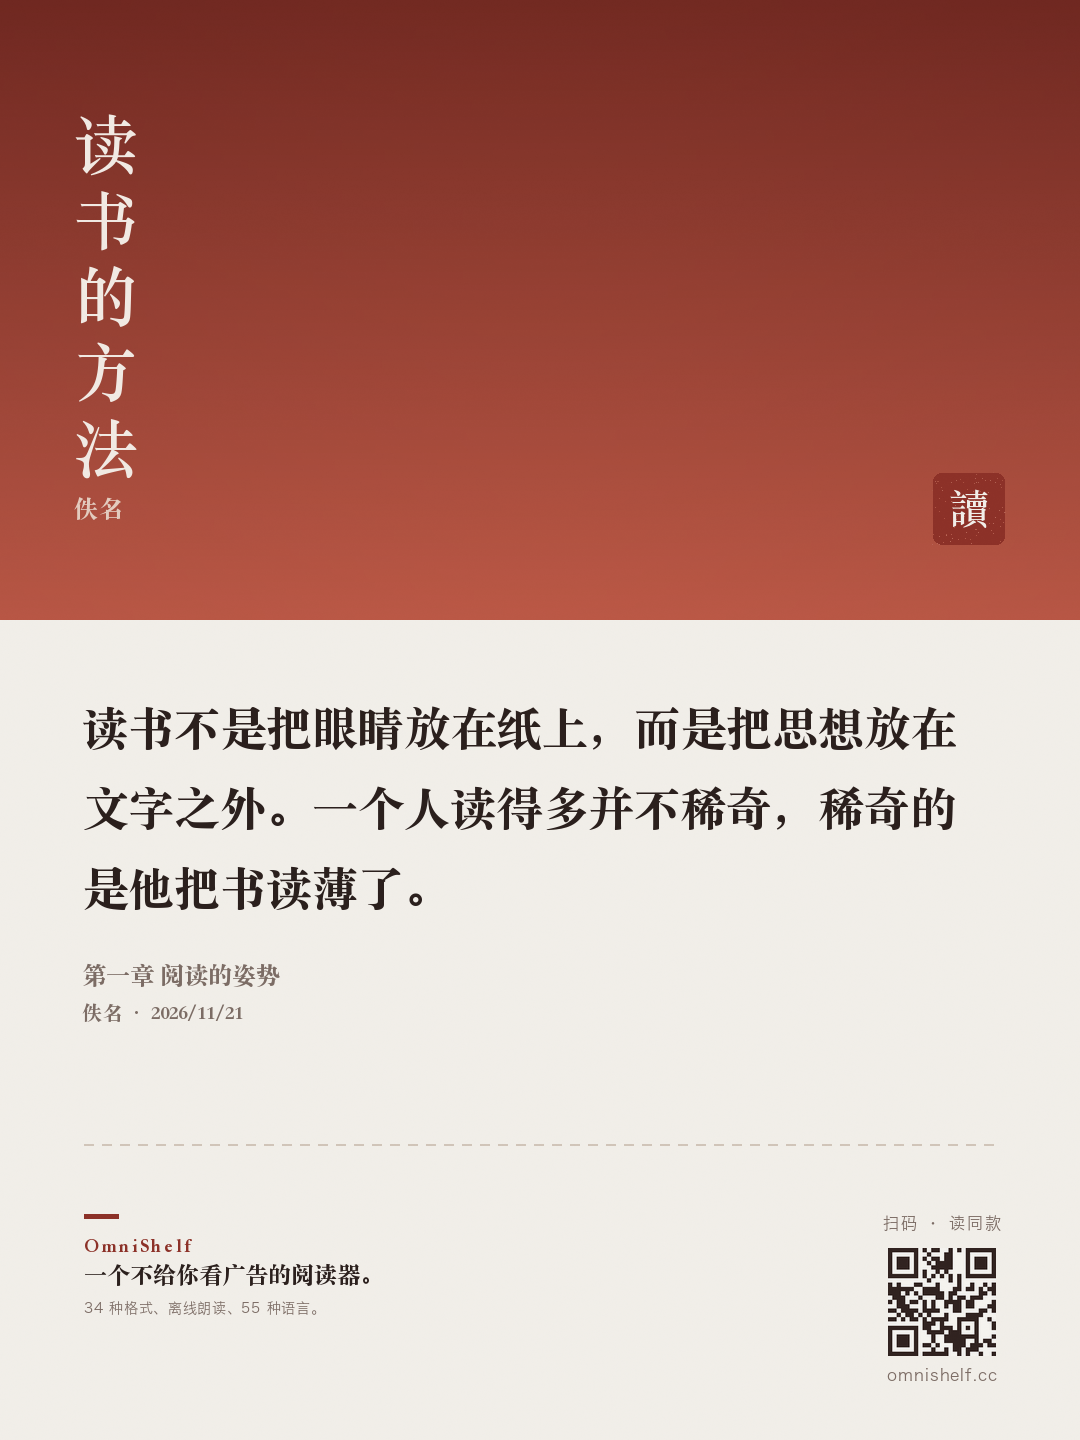 读书的方法
佚名
讀
读书不是把眼睛放在纸上，而是把思想放在
文字之外。一个人读得多并不稀奇，稀奇的
是他把书读薄了。
第一章 阅读的姿势
佚名 · 2026/11/21
OmniShelf
一个不给你看广告的阅读器。
34 种格式、离线朗读、55 种语言。
扫码 · 读同款
omnishelf.cc